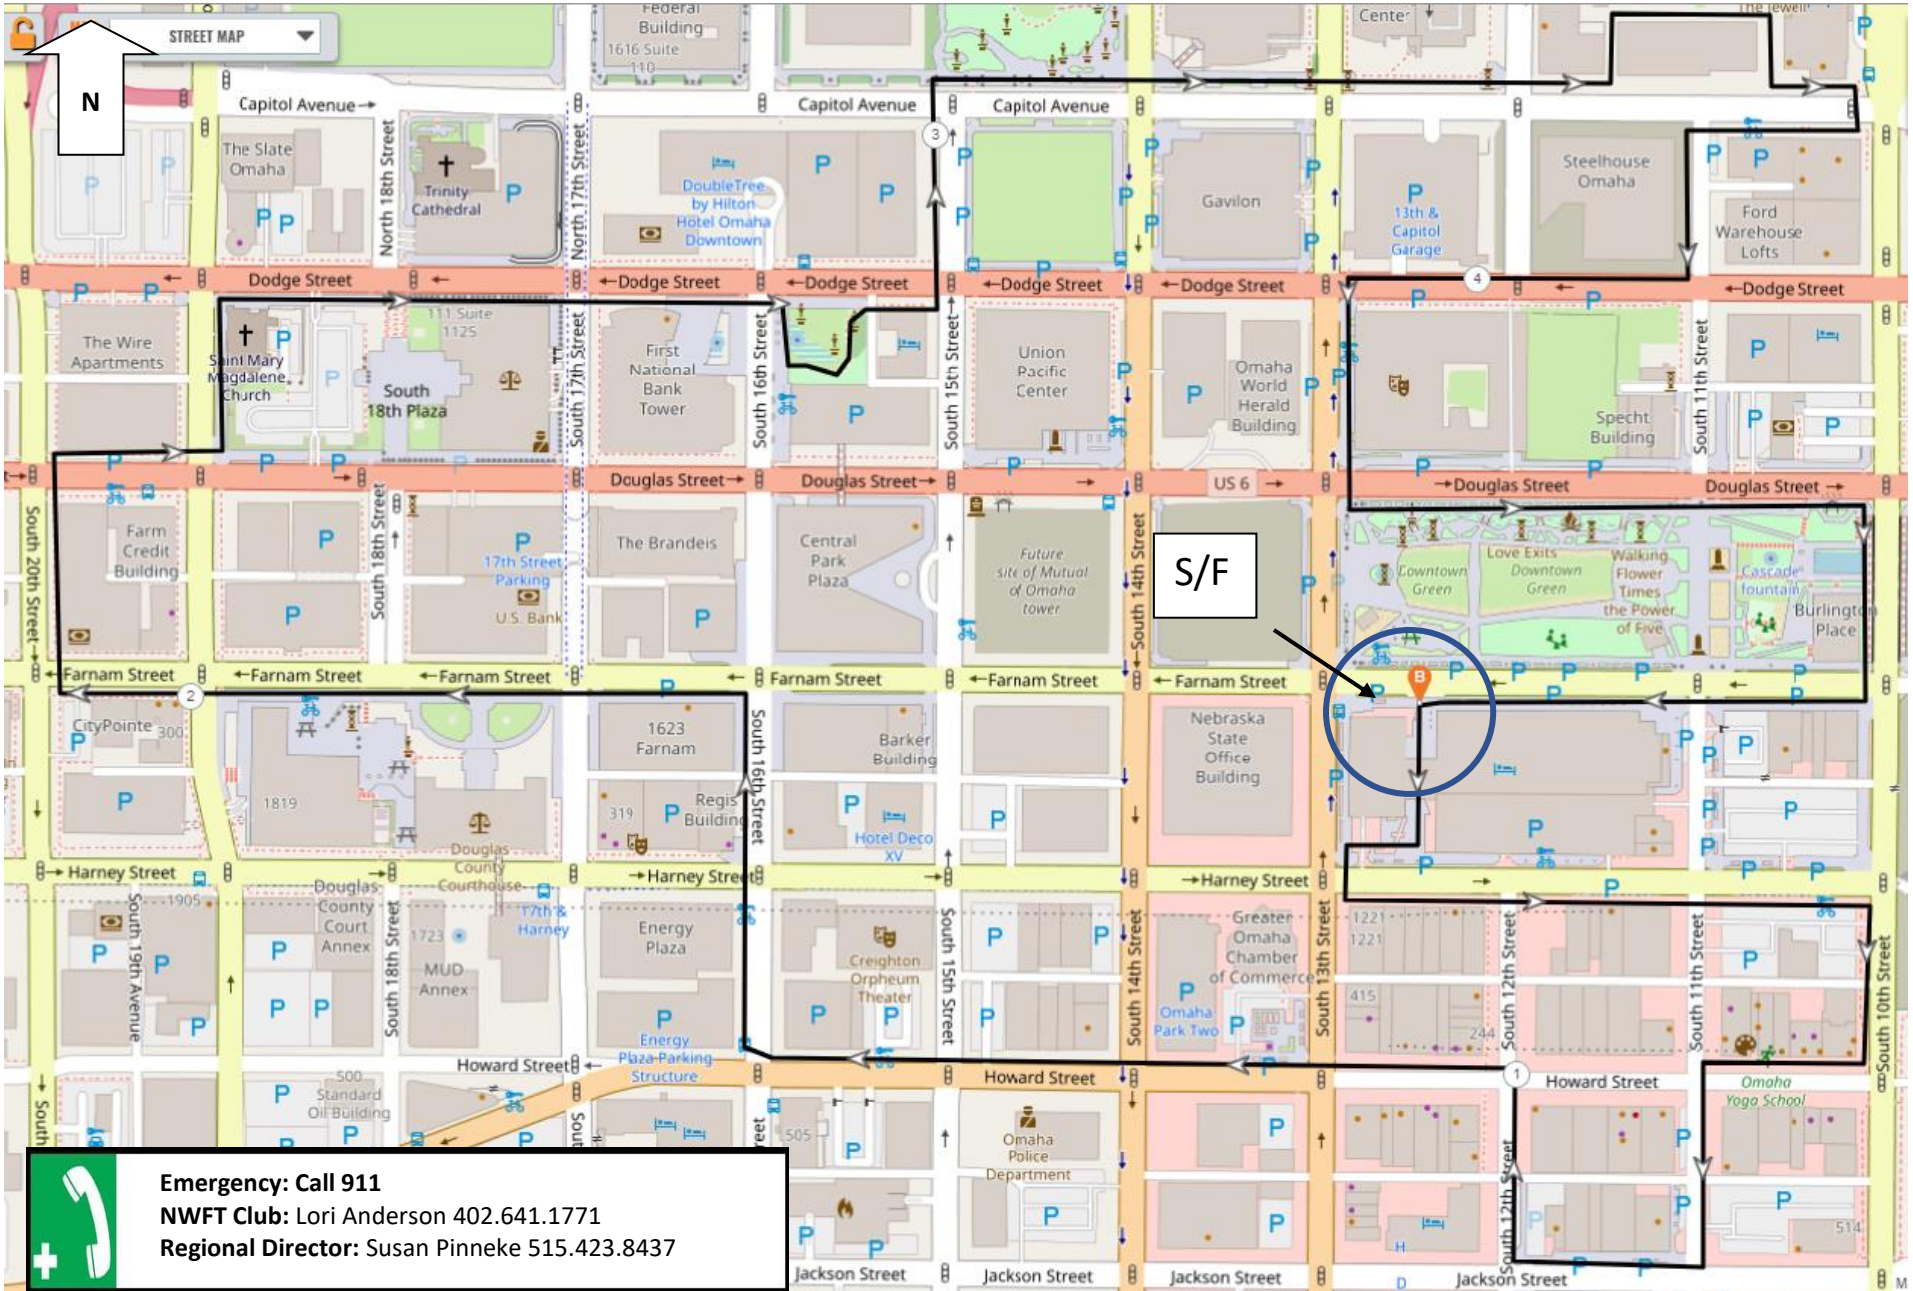 Federal
Building
1616 Suite
110
Center
The Jewell
STREET MAP
N
Capitol Avenue
Capitol Avenue
Capitol Avenue
3
The Slate
Omaha
North 18th Street
Trinity
Cathedral
P
North 17th Street
DoubleTree
by Hilton
Hotel Omaha
Downtown
P
P
Gavilon
13th &
Capitol
Garage
Steelhouse
Omaha
Ford
Warehouse
Lofts
Dodge Street
Dodge Street
Dodge Street
Dodge Street
Dodge Street
4
Dodge Street
The Wire
Apartments
Saint Mary
Magdalene
Church
South
18th Plaza
111 Suite
1125
South 17th Street
First
National
Bank
Tower
South 16th Street
South 15th Street
Union
Pacific
Center
Omaha
World
Herald
Building
Specht
Building
South 11th Street
Douglas Street
Douglas Street
US 6
Douglas Street
Douglas Street
South 20th Street
Farm
Credit
Building
South 18th Street
17th Street
Parking
U.S. Bank
The Brandeis
Central
Park
Plaza
Future
site of Mutual
of Omaha
tower
South 14th Street
S/F
Downtown
Green
Love Exits
Downtown
Green
Walking
Flower
Times
the Power
of Five
Cascade
fountain
Burlington
Place
Farnam Street
Farnam Street
Farnam Street
Farnam Street
Farnam Street
Farnam Street
2
B
CityPointe
300
1819
Douglas
County
Courthouse
1623
Farnam
319
Regis
Building
South 16th Street
Barker
Building
Hotel Deco
XV
Nebraska
State
Office
Building
Harney Street
Harney Street
Harney Street
1905
South 19th Avenue
Douglas
County
Court
Annex
South 18th Street
1723
MUD
Annex
17th &
Harney
Energy
Plaza
Creighton
Orpheum
Theater
South 15th Street
South 14th Street
Greater
Omaha
Chamber
of Commerce
Omaha
Park Two
South 13th Street
1221
1221
415
244
South 12th Street
South 11th Street
South 10th Street
Howard Street
Energy
Plaza Parking
Structure
Howard Street
1
Howard Street
Omaha
Yoga School
South
500
Standard
Oil Building
505
Omaha
Police
Department
South 12th Street
514
H
D
Jackson Street
Jackson Street
Jackson Street
Jackson Street
Emergency: Call 911
NWFT Club: Lori Anderson 402.641.1771
Regional Director: Susan Pinneke 515.423.8437